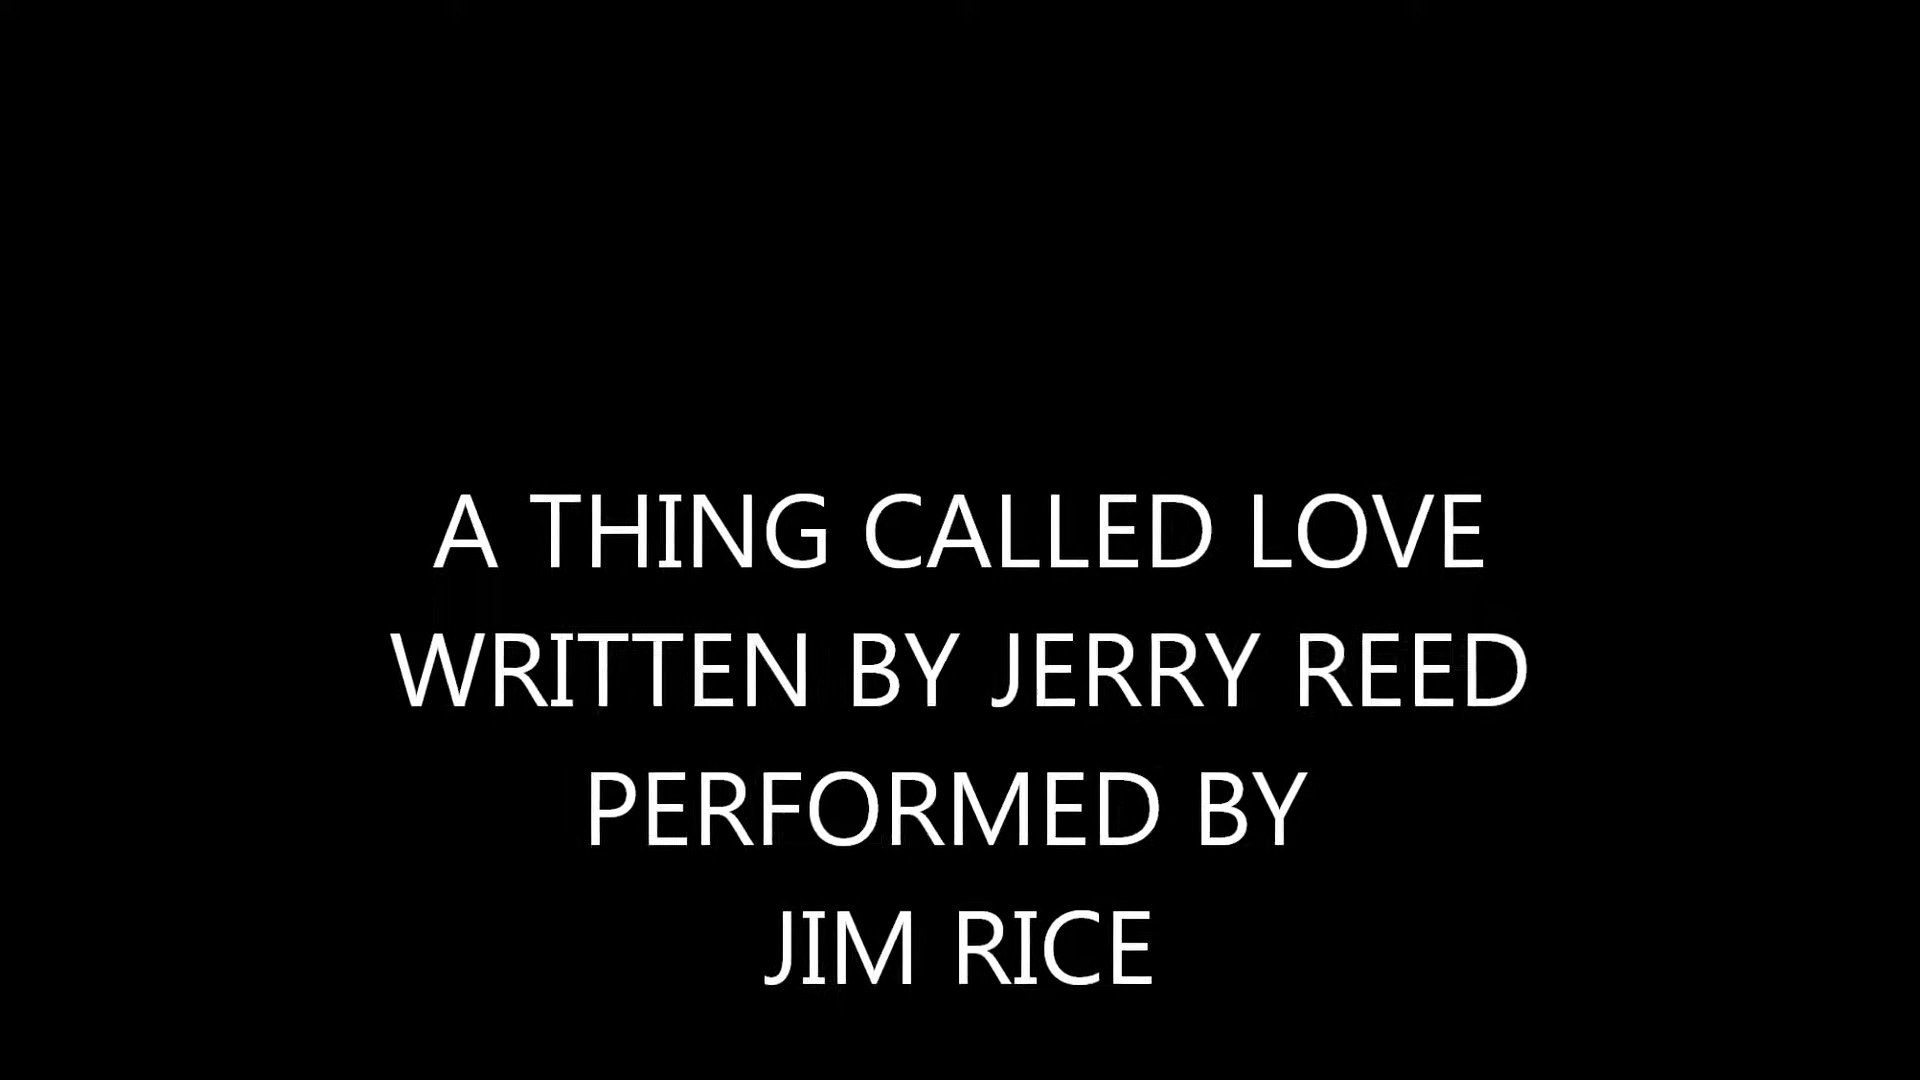 A THING CALLED LOVE
WRITTEN BY JERRY REED
PERFORMED BY
JIM RICE